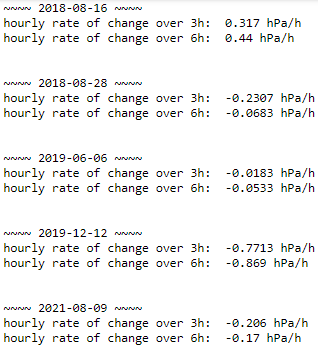 ~~~~ 2018-08-16 ~~~~
hourly rate of change over 3h:  0.317 hPa/h
hourly rate of change over 6h:  0.44 hPa/h
~~~~ 2018-08-28 ~~~~
hourly rate of change over 3h:  -0.2307 hPa/h
hourly rate of change over 6h:  -0.0683 hPa/h
~~~~ 2019-06-06 ~~~~
hourly rate of change over 3h:  -0.0183 hPa/h
hourly rate of change over 6h:  -0.0533 hPa/h
~~~~ 2019-12-12 ~~~~
hourly rate of change over 3h:  -0.7713 hPa/h
hourly rate of change over 6h:  -0.869 hPa/h
~~~~ 2021-08-09 ~~~~
hourly rate of change over 3h:  -0.206 hPa/h
hourly rate of change over 6h:  -0.17 hPa/h